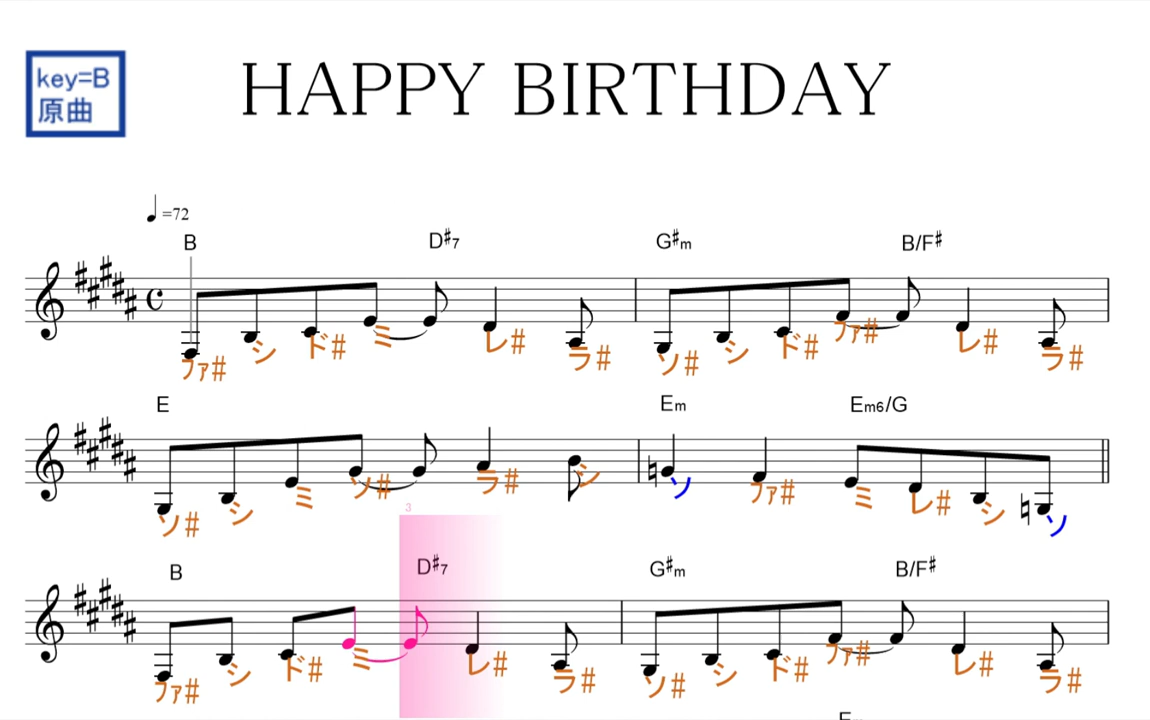 key=B
原曲
HAPPY BIRTHDAY
=72
B D#7 G#m B/F#
ファ# シ ド# ミ レ# ラ# ソ# シ ド# ファ# レ# ラ#
E Em Em6/G
ソ# シ ミ ソ# ラ# シ ソ ファ# ミ レ# シ ソ
3
B D#7 G#m B/F#
ファ# シ ド# ミ レ# ラ# ソ# シ ド# ファ# レ# ラ#